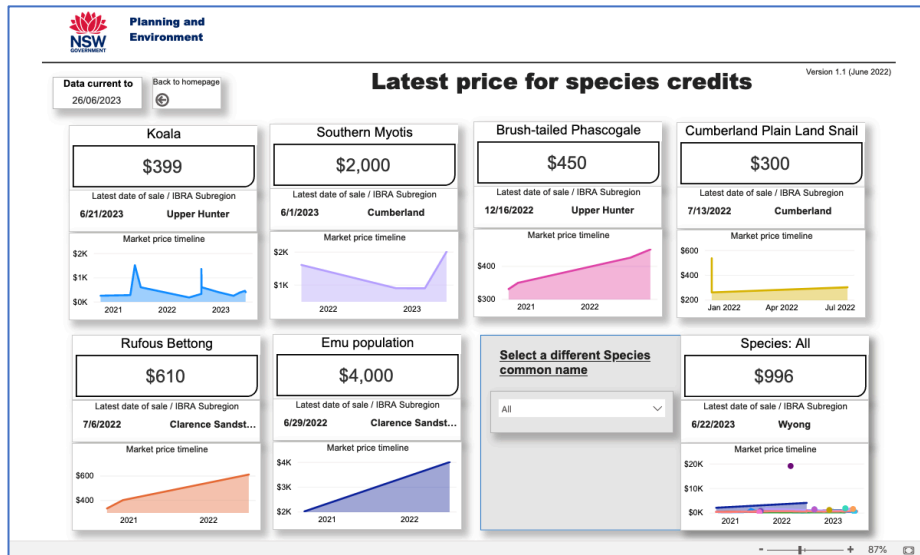 NSW
GOVERNMENT
Planning and
Environment
Data current to
26/06/2023
Back to homepage
Latest price for species credits
Version 1.1 (June 2022)
Koala
$399
Latest date of sale / IBRA Subregion
6/21/2023 Upper Hunter
Market price timeline
$2K
$1K
$0K
2021 2022 2023
Southern Myotis
$2,000
Latest date of sale / IBRA Subregion
6/1/2023 Cumberland
Market price timeline
$2K
$1K
2022 2023
Brush-tailed Phascogale
$450
Latest date of sale / IBRA Subregion
12/16/2022 Upper Hunter
Market price timeline
$400
$300
2021 2022
Cumberland Plain Land Snail
$300
Latest date of sale / IBRA Subregion
7/13/2022 Cumberland
Market price timeline
$600
$400
$200
Jan 2022 Apr 2022 Jul 2022
Rufous Bettong
$610
Latest date of sale / IBRA Subregion
7/6/2022 Clarence Sandst...
Market price timeline
$600
$400
2021 2022
Emu population
$4,000
Latest date of sale / IBRA Subregion
6/29/2022 Clarence Sandst...
Market price timeline
$4K
$3K
$2K
2021 2022
Select a different Species
common name
All
Species: All
$996
Latest date of sale / IBRA Subregion
6/22/2023 Wyong
Market price timeline
$20K
$10K
$0K
2021 2022 2023
- + 87%